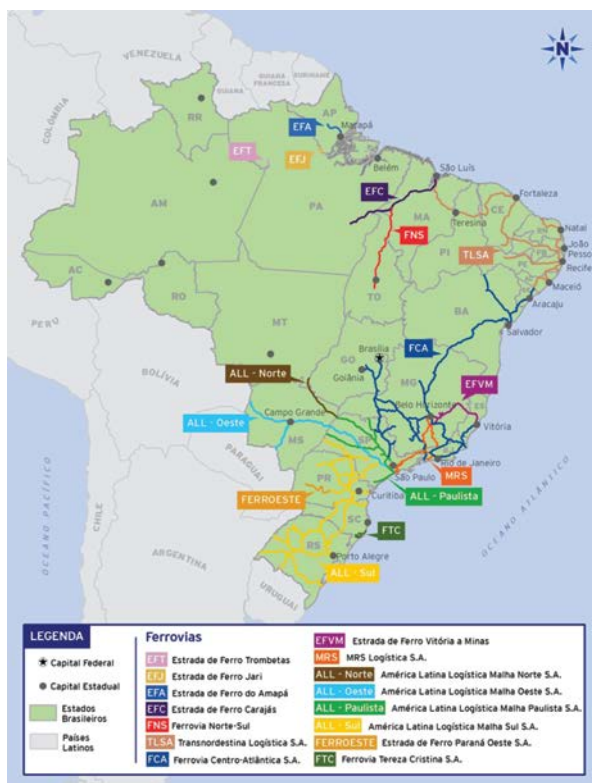 N
VENEZUELA
GUIANA
GUIANA
FRANCESA
SURINAME
COLÔMBIA
RR
AP
EFA
Macapá
EFT
EFJ
Belém
São Luís
EFC
Fortaleza
AM
PA
MA
Teresina
CE
FNS
Natal
João
Pesso
PI
TLSA
Recife
AC
TO
Maceió
RO
Aracaju
PERU
BA
MT
Salvador
Brasília
GO
FCA
BOLÍVIA
ALL - Norte
Goiânia
MG
EFVM
Belo Horizonte
ES
ALL - Oeste
Campo Grande
Vitória
MS
SP
PARAGUAI
Rio de Janeiro
São Paulo
MRS
PR
FERROESTE
Curitiba
ALL - Paulista
CHILE
SC
FTC
ARGENTINA
RS
Porto Alegre
ALL - Sul
URUGUAI
OCEANO PACÍFICO
OCEANO ATLÂNTICO
LEGENDA
Capital Federal
Capital Estadual
Estados
Brasileiros
Países
Latinos
Ferrovias
EFT Estrada de Ferro Trombetas
EFJ Estrada de Ferro Jari
EFA Estrada de Ferro do Amapá
EFC Estrada de Ferro Carajás
FNS Ferrovia Norte-Sul
TLSA Transnordestina Logística S.A.
FCA Ferrovia Centro-Atlântica S.A.
EFVM Estrada de Ferro Vitória a Minas
MRS MRS Logística S.A.
ALL - Norte América Latina Logística Malha Norte S.A.
ALL - Oeste América Latina Logística Malha Oeste S.A.
ALL - Paulista América Latina Logística Malha Paulista S.A.
ALL - Sul América Latina Logística Malha Sul S.A.
FERROESTE Estrada de Ferro Paraná Oeste S.A.
FTC Ferrovia Tereza Cristina S.A.